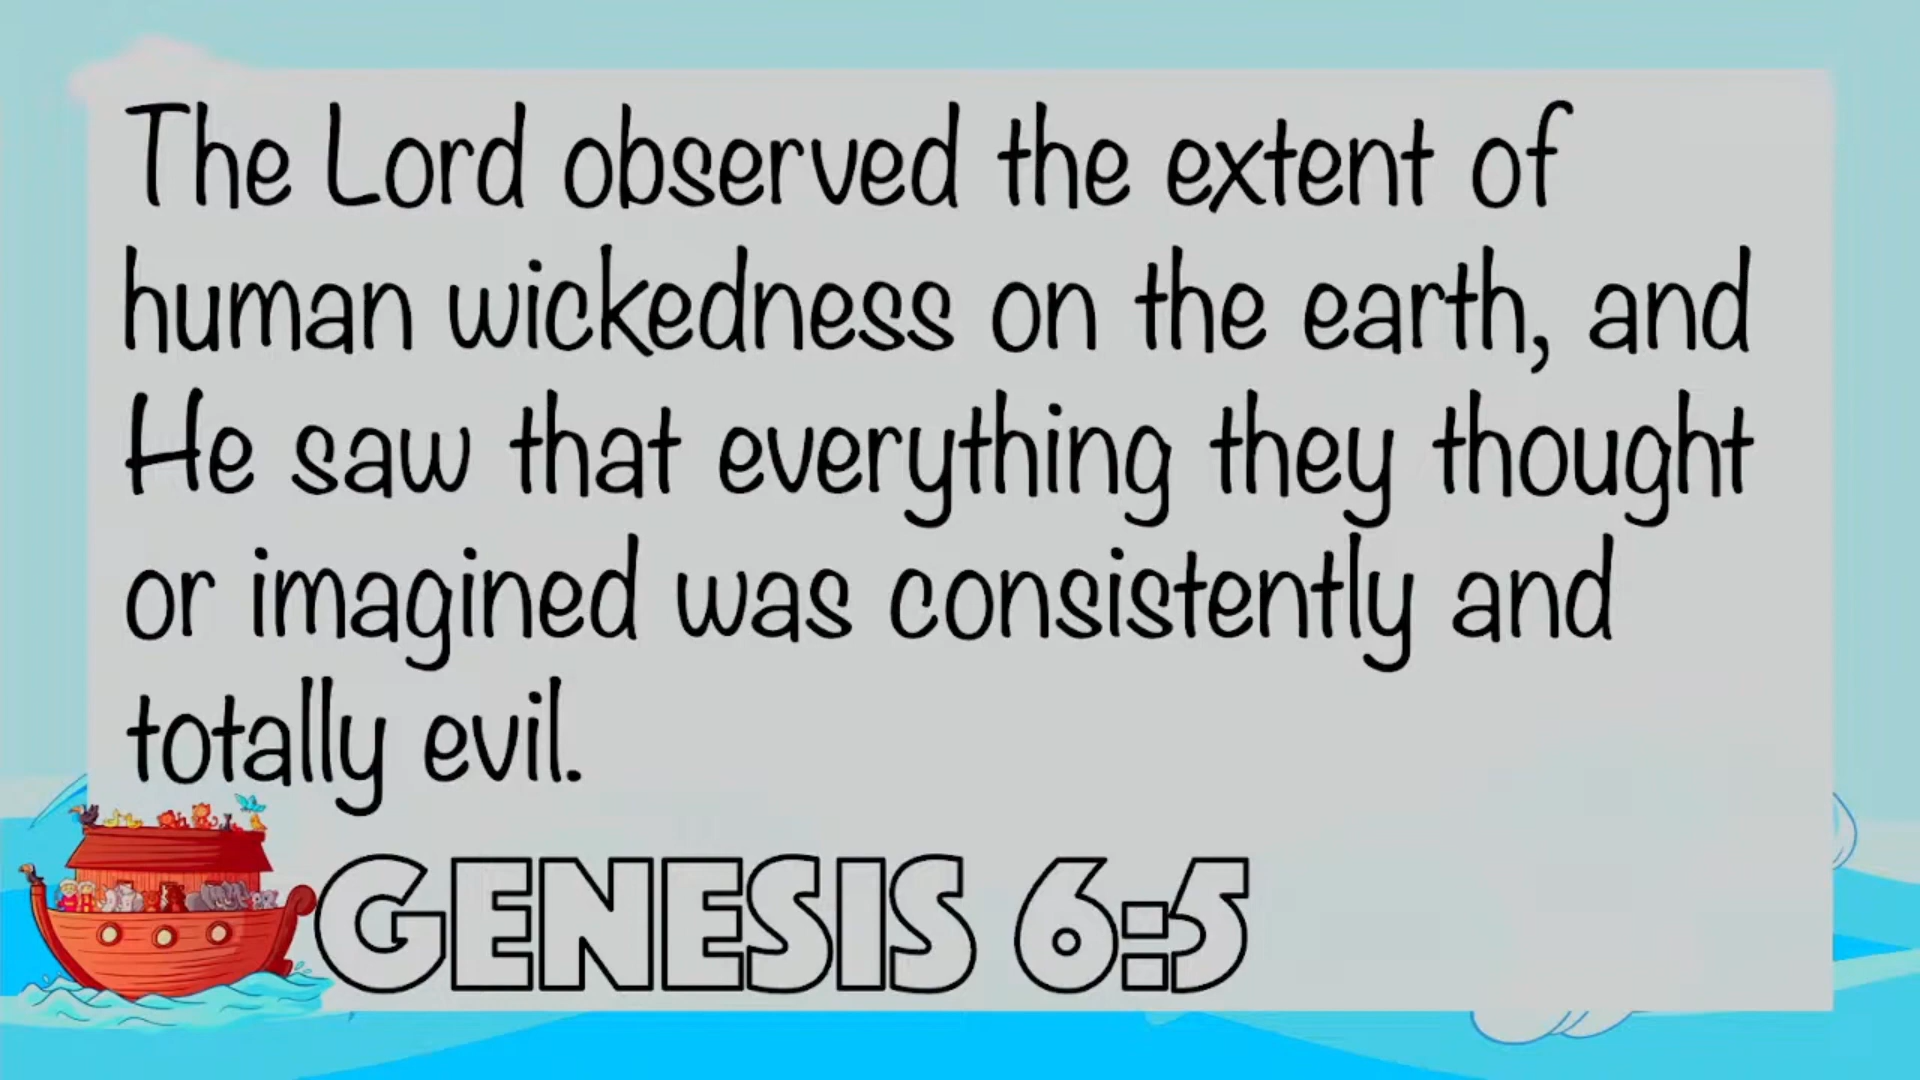 The Lord observed the extent of
human wickedness on the earth, and
He saw that everything they thought
or imagined was consistently and
totally evil.
GENESIS 6:5